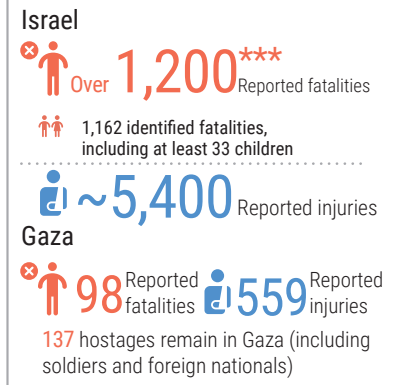 Israel
Over 1,200*** Reported fatalities
1,162 identified fatalities,
including at least 33 children
~5,400 Reported injuries
Gaza
98 Reported fatalities 559 Reported injuries
137 hostages remain in Gaza (including
soldiers and foreign nationals)